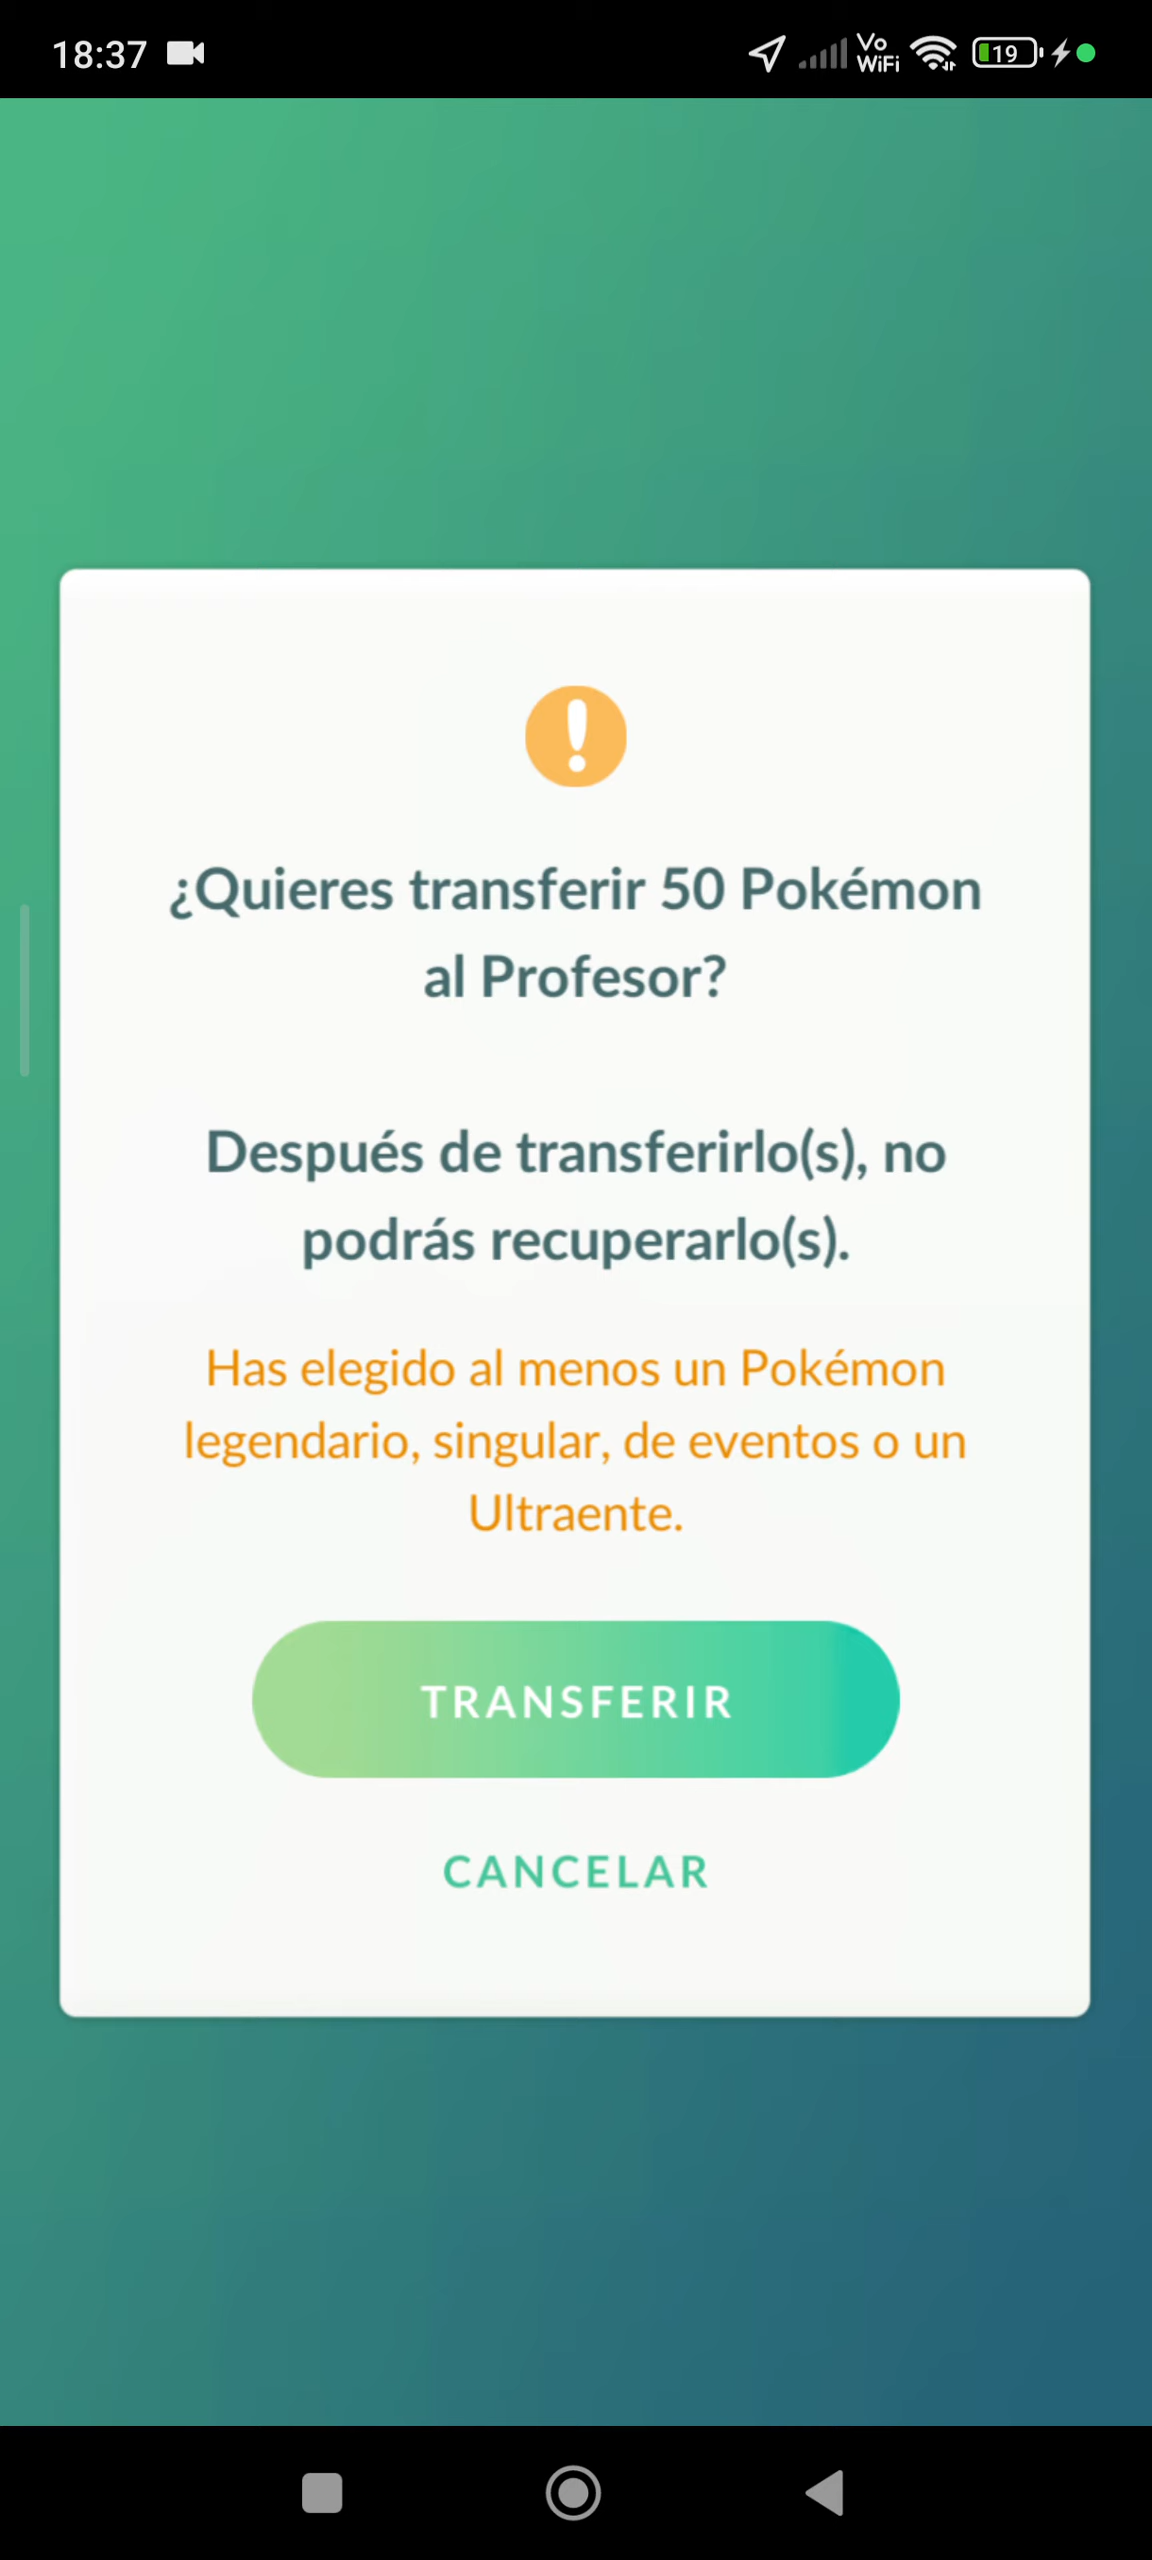 18:37
Vo
WiFi
19
¿Quieres transferir 50 Pokémon
al Profesor?
Después de transferirlo(s), no
podrás recuperarlo(s).
Has elegido al menos un Pokémon
legendario, singular, de eventos o un
Ultraente.
TRANSFERIR
CANCELAR